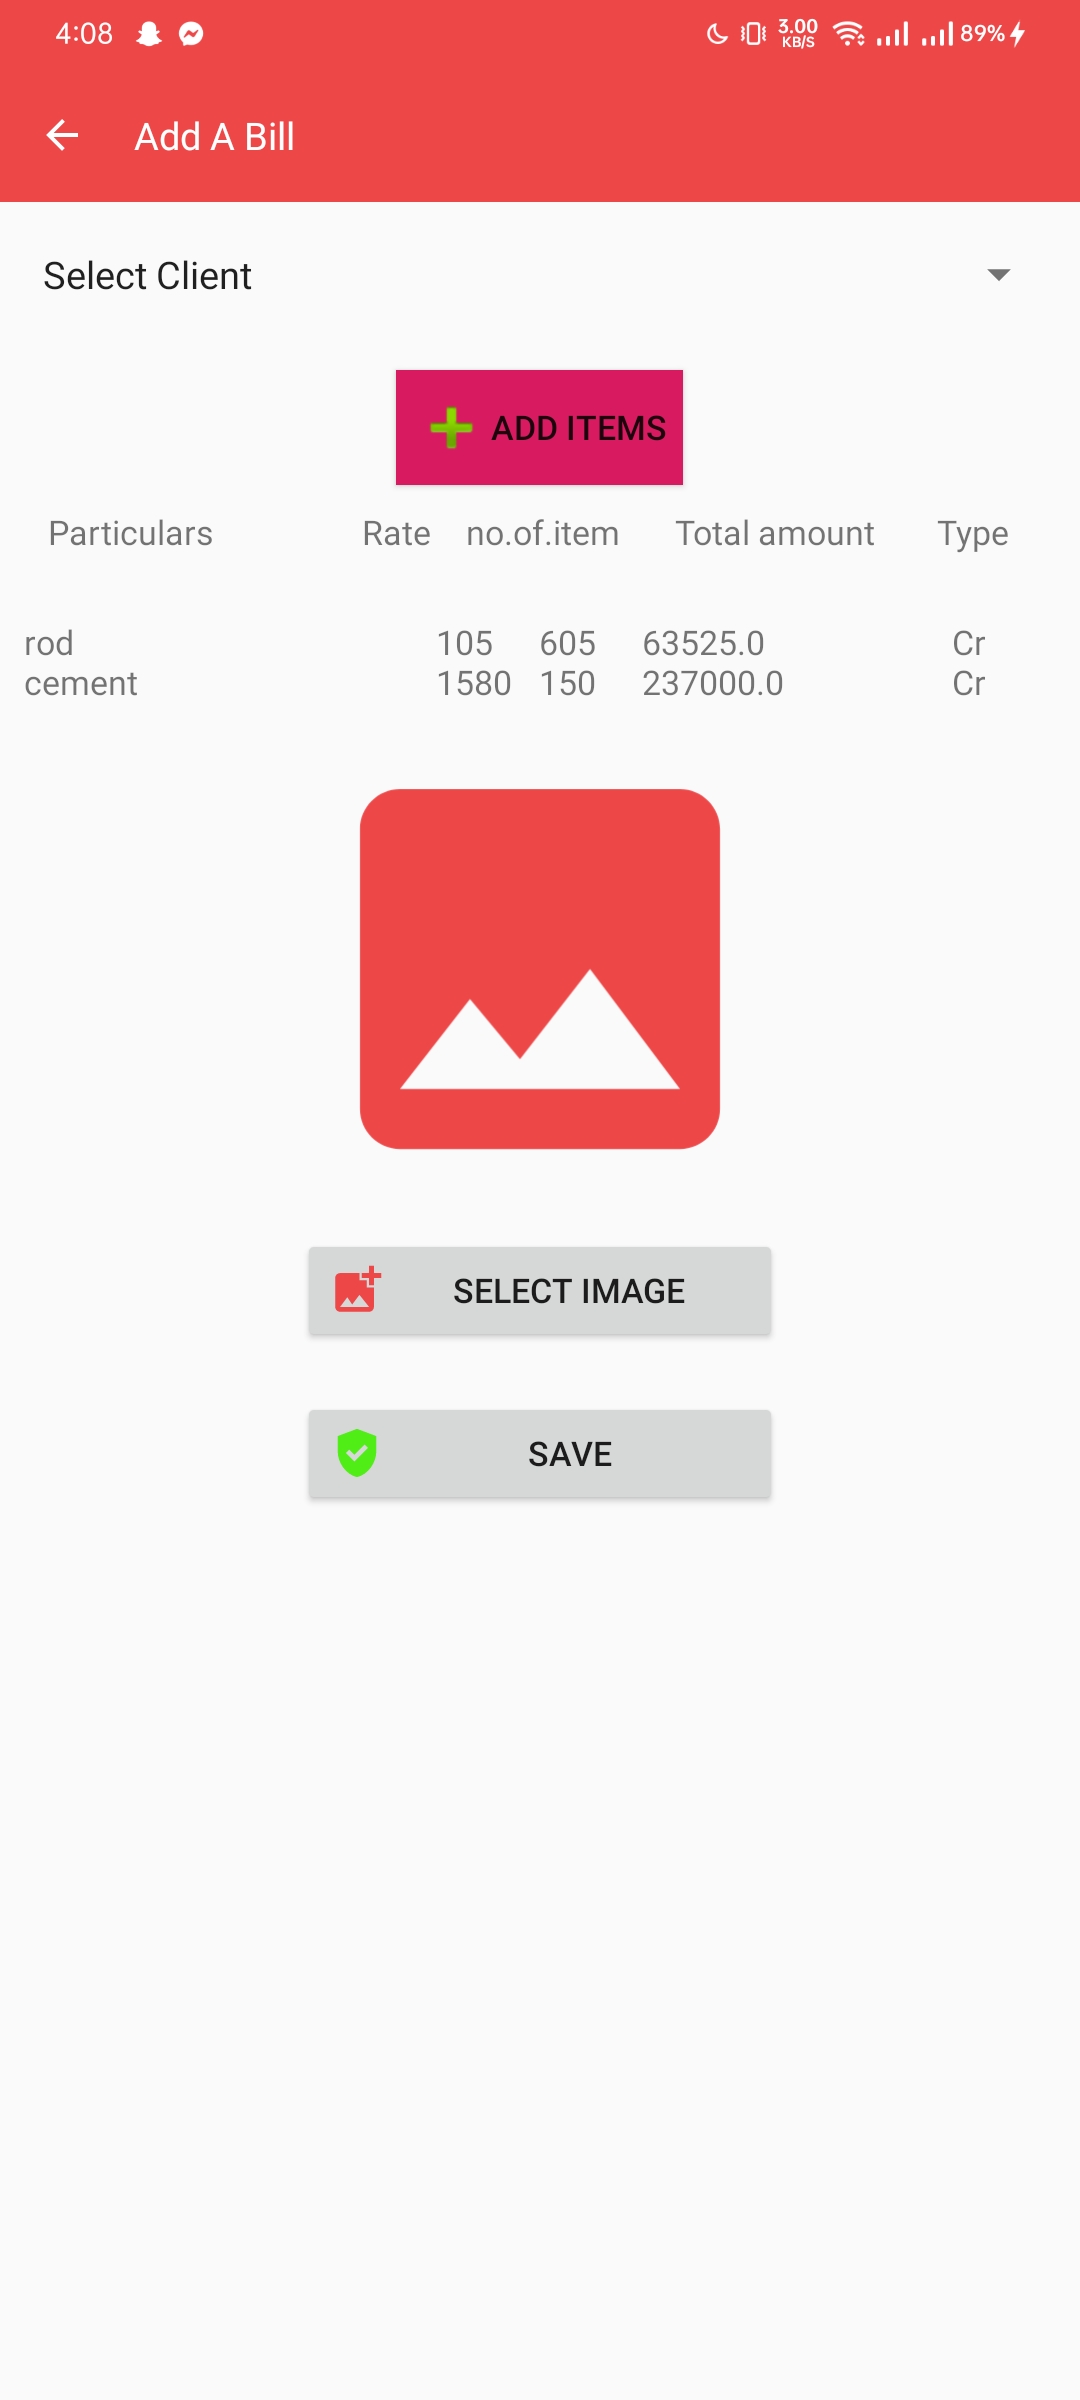 4:08 3.00 KB/S 89%
Add A Bill
Select Client
ADD ITEMS
Particulars Rate no.of.item Total amount Type
rod 105 605 63525.0 Cr
cement 1580 150 237000.0 Cr
SELECT IMAGE
SAVE